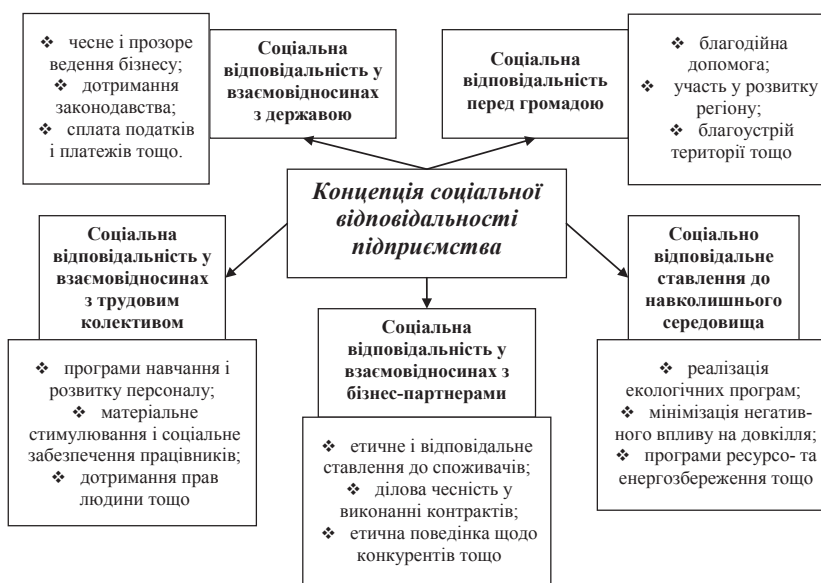 ❖ чесне і прозоре
ведення бізнесу;
❖ дотримання
законодавства;
❖ сплата податків
і платежів тощо.
Соціальна
відповідальність у
взаємовідносинах
з державою
Соціальна
відповідальність
перед громадою
❖ благодійна
допомога;
❖ участь у розвитку
регіону;
❖ благоустрій
території тощо
Концепція соціальної
відповідальності
підприємства
Соціальна
відповідальність у
взаємовідносинах
з трудовим
колективом
❖ програми навчання і
розвитку персоналу;
❖ матеріальне
стимулювання і соціальне
забезпечення працівників;
❖ дотримання прав
людини тощо
Соціальна
відповідальність у
взаємовідносинах з
бізнес-партнерами
❖ етичне і відповідальне
ставлення до споживачів;
❖ ділова чесність у
виконанні контрактів;
❖ етична поведінка щодо
конкурентів тощо
Соціально
відповідальне
ставлення до
навколишнього
середовища
❖ реалізація
екологічних програм;
❖ мінімізація негатив-
ного впливу на довкілля;
❖ програми ресурсо- та
енергозбереження тощо